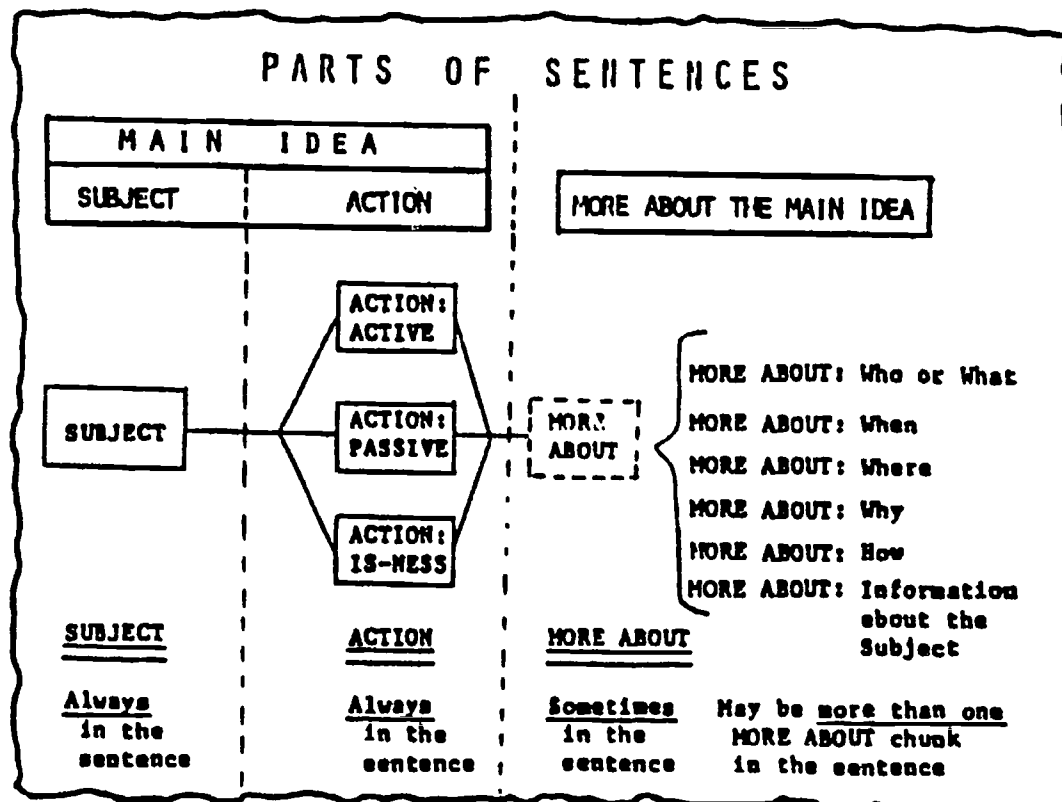 PARTS OF SENTENCES
MAIN IDEA
SUBJECT ACTION
MORE ABOUT THE MAIN IDEA
ACTION:
ACTIVE
SUBJECT
ACTION:
PASSIVE
ACTION:
IS-NESS
MORE
ABOUT
MORE ABOUT: Who or What
MORE ABOUT: When
MORE ABOUT: Where
MORE ABOUT: Why
MORE ABOUT: How
MORE ABOUT: Information
about the
Subject
SUBJECT
Always
in the
sentence
ACTION
Always
in the
sentence
MORE ABOUT
Sometimes
in the
sentence
May be more than one
MORE ABOUT chunk
in the sentence